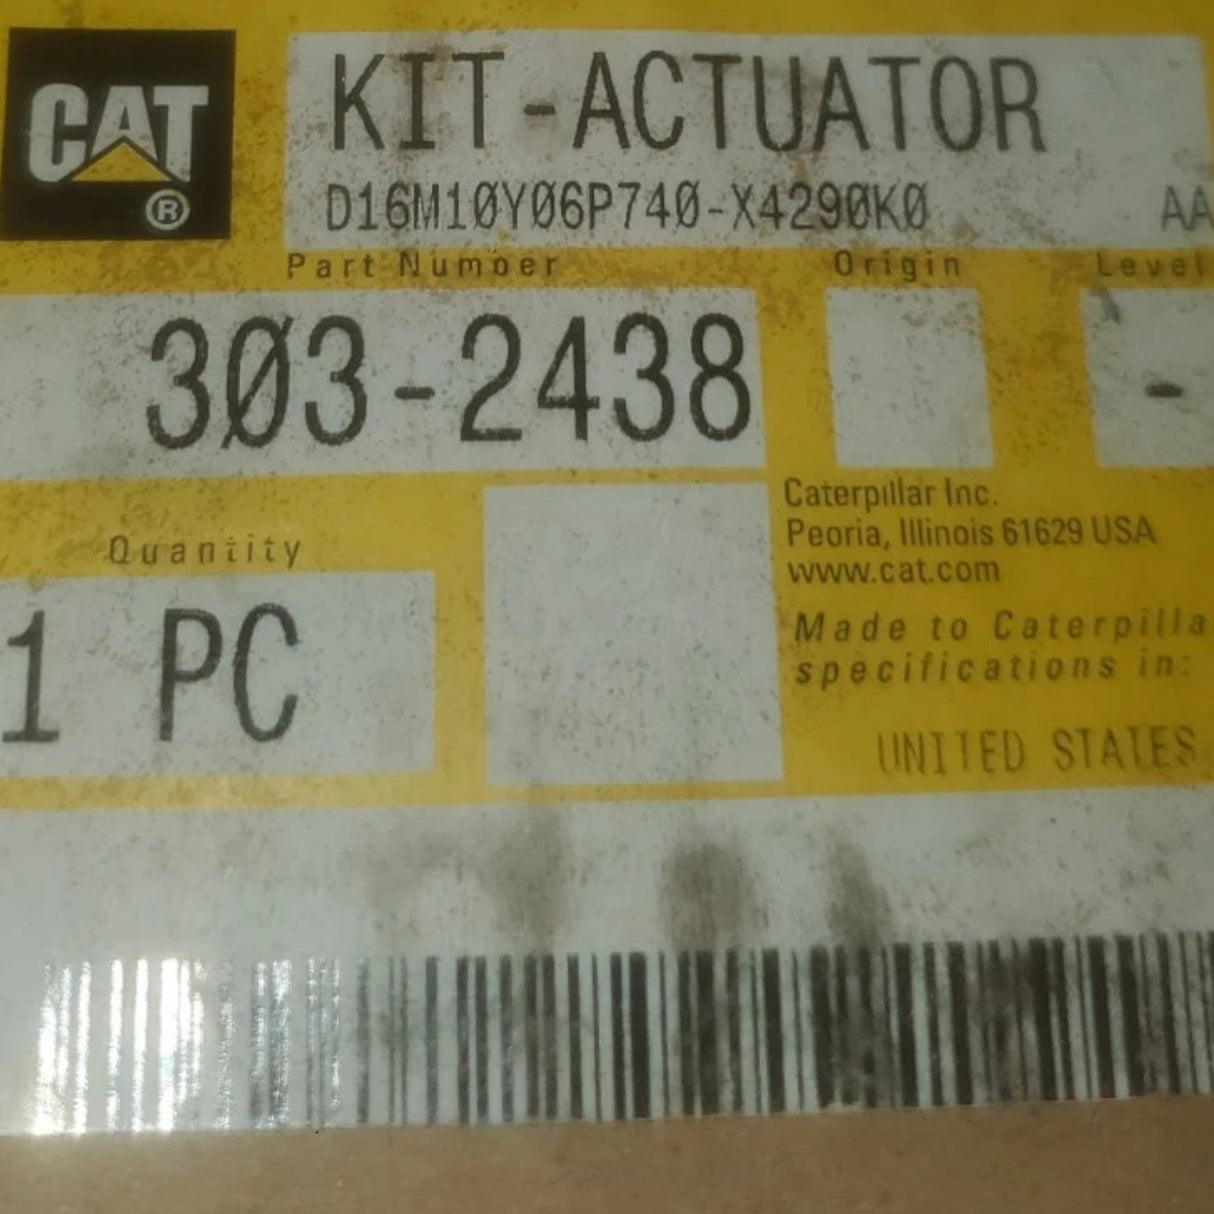 CAT
®
KIT-ACTUATOR
D16M10Y06P740-X4290K0 AA
Part Number Origin Level
303-2438 -
Caterpillar Inc.
Peoria, Illinois 61629 USA
www.cat.com
Quantity
1 PC
Made to Caterpilla
specifications in:
UNITED STATES